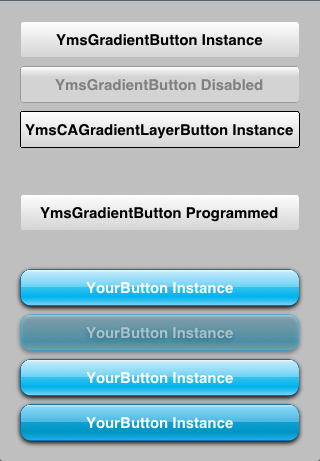 YmsGradientButton Instance
YmsGradientButton Disabled
YmsCAGradientLayerButton Instance
YmsGradientButton Programmed
YourButton Instance
YourButton Instance
YourButton Instance
YourButton Instance